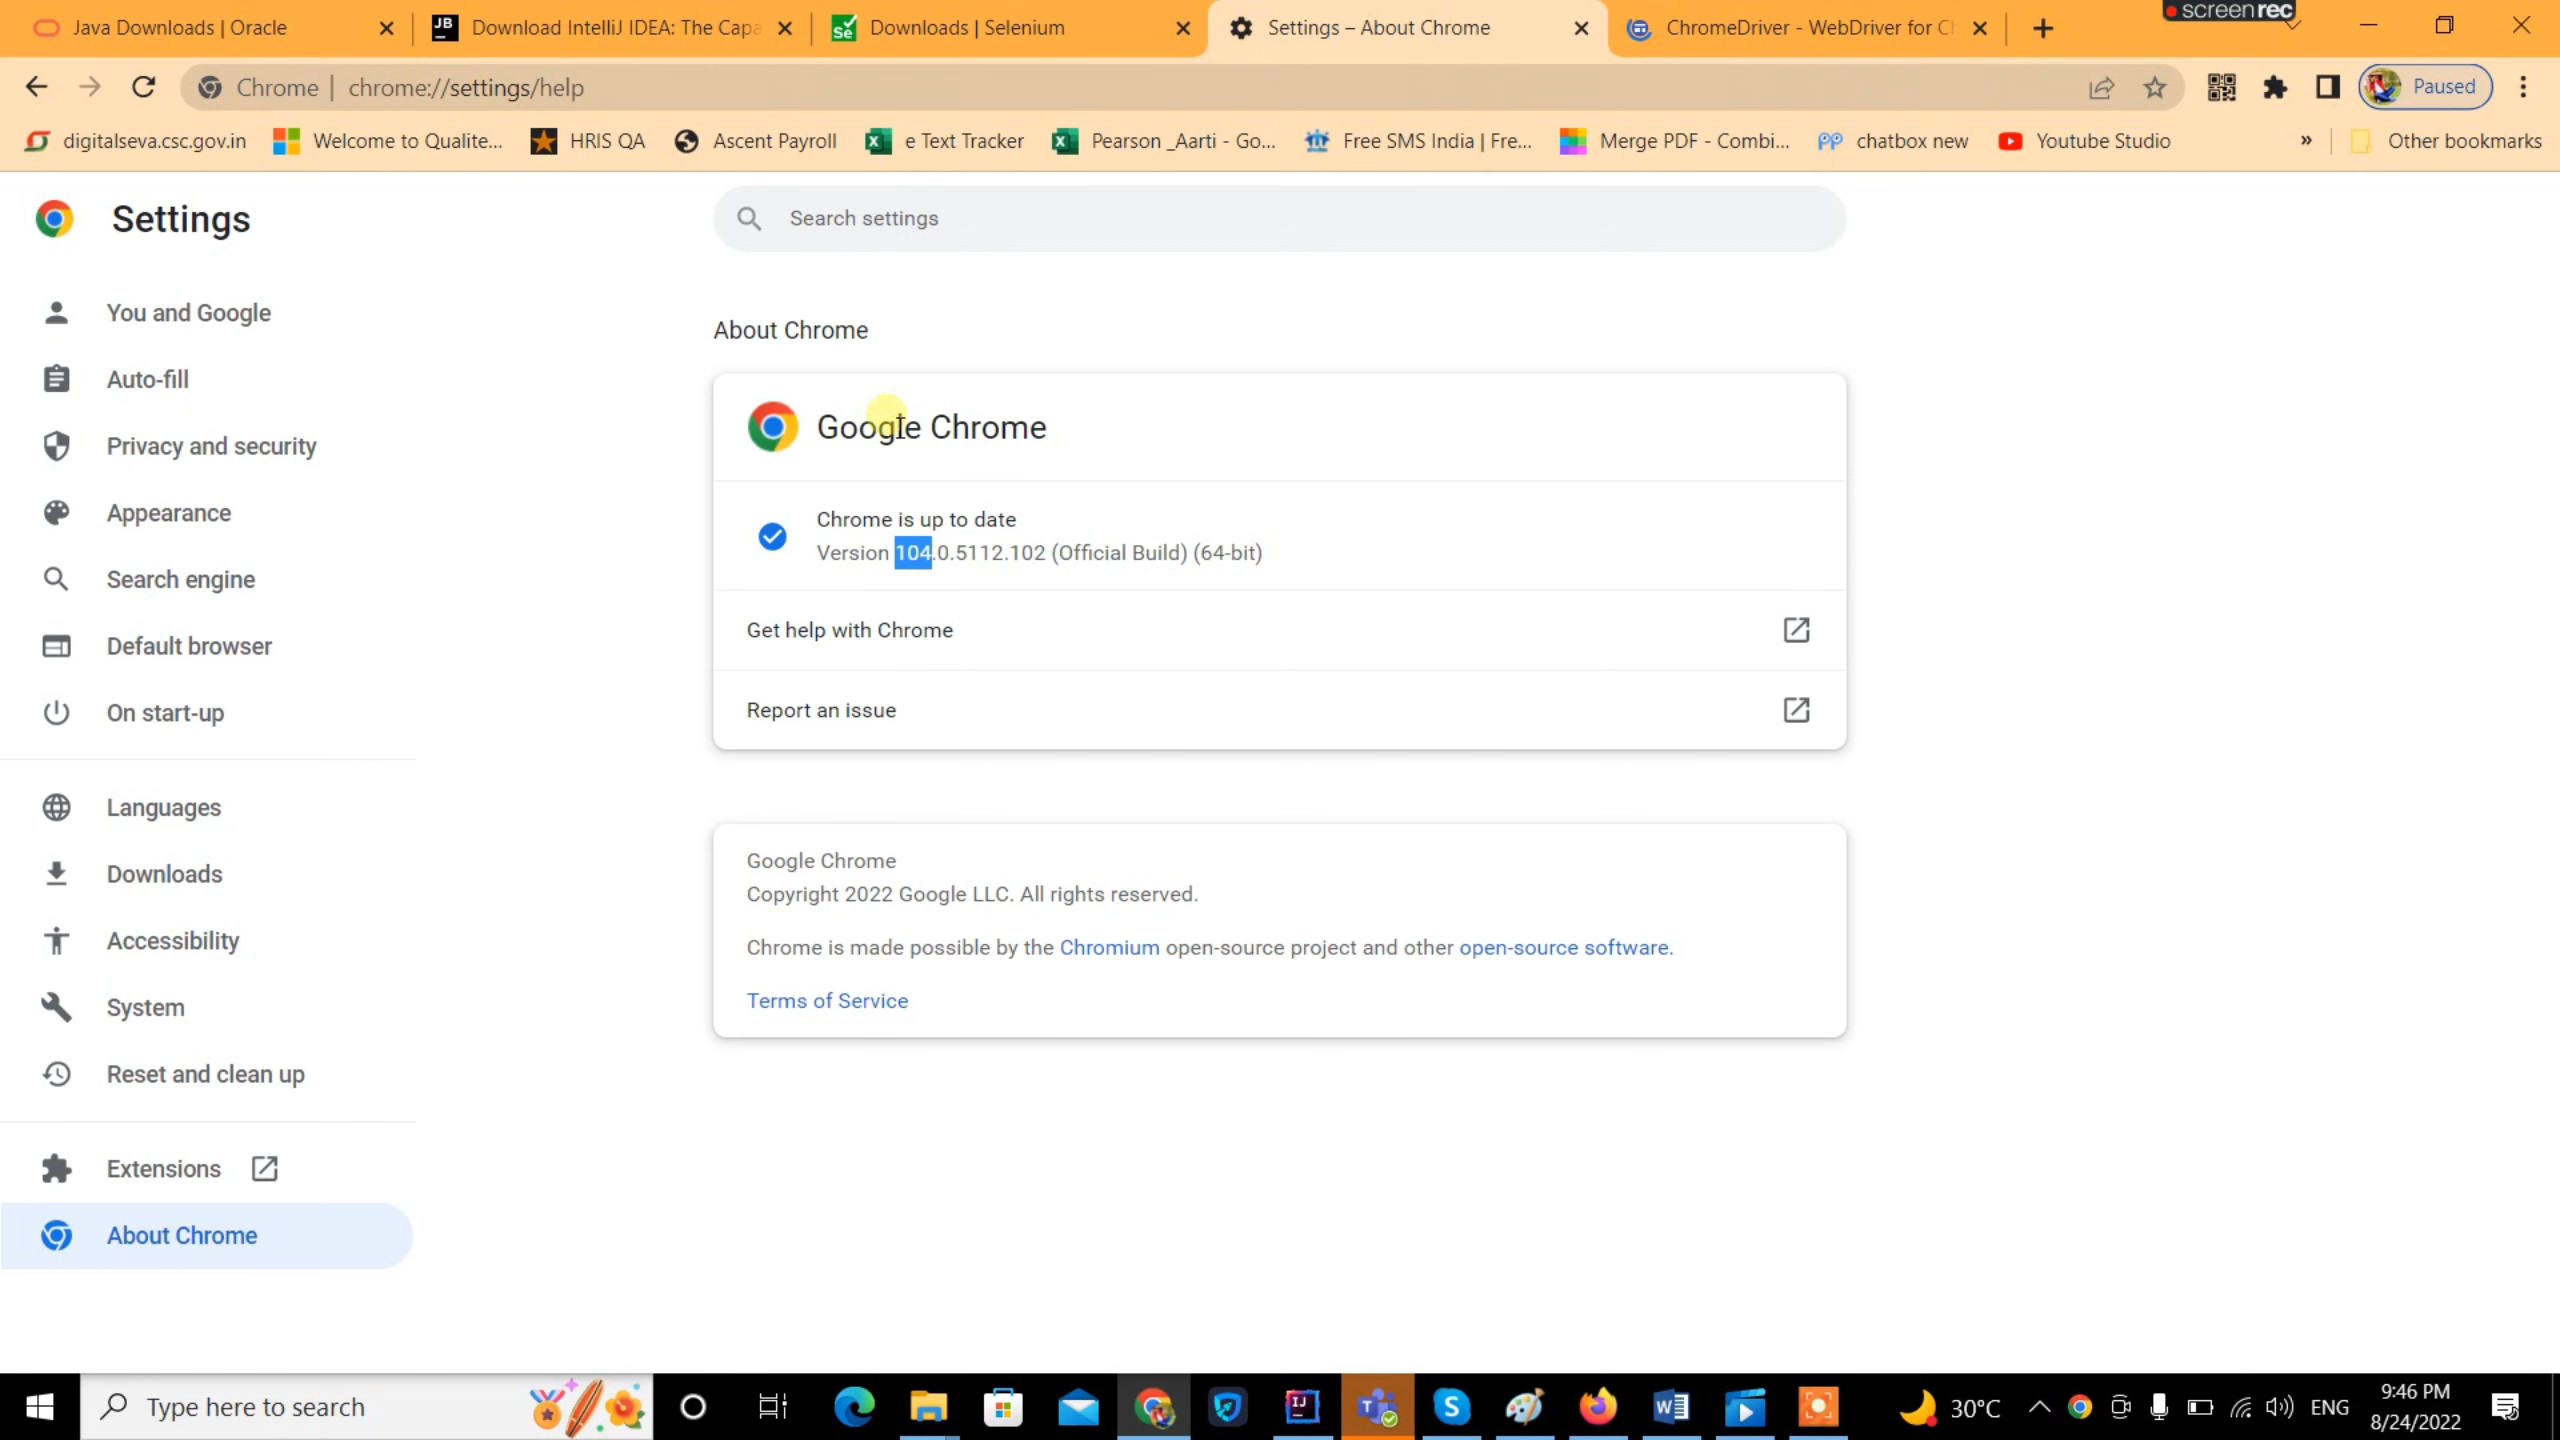 Java Downloads | Oracle
Download IntelliJ IDEA: The Capa
Downloads | Selenium
Settings – About Chrome
ChromeDriver - WebDriver for Ch
screenrec
Chrome | chrome://settings/help
Paused
digitalseva.csc.gov.in
Welcome to Qualite...
HRIS QA
Ascent Payroll
e Text Tracker
Pearson _Aarti - Go...
Free SMS India | Fre...
Merge PDF - Combi...
chatbox new
Youtube Studio
»
Other bookmarks
Settings
Search settings
You and Google
Auto-fill
Privacy and security
Appearance
Search engine
Default browser
On start-up
Languages
Downloads
Accessibility
System
Reset and clean up
Extensions
About Chrome
About Chrome
Google Chrome
Chrome is up to date
Version 104.0.5112.102 (Official Build) (64-bit)
Get help with Chrome
Report an issue
Google Chrome
Copyright 2022 Google LLC. All rights reserved.
Chrome is made possible by the Chromium open-source project and other open-source software.
Terms of Service
Type here to search
30°C
ENG
9:46 PM
8/24/2022